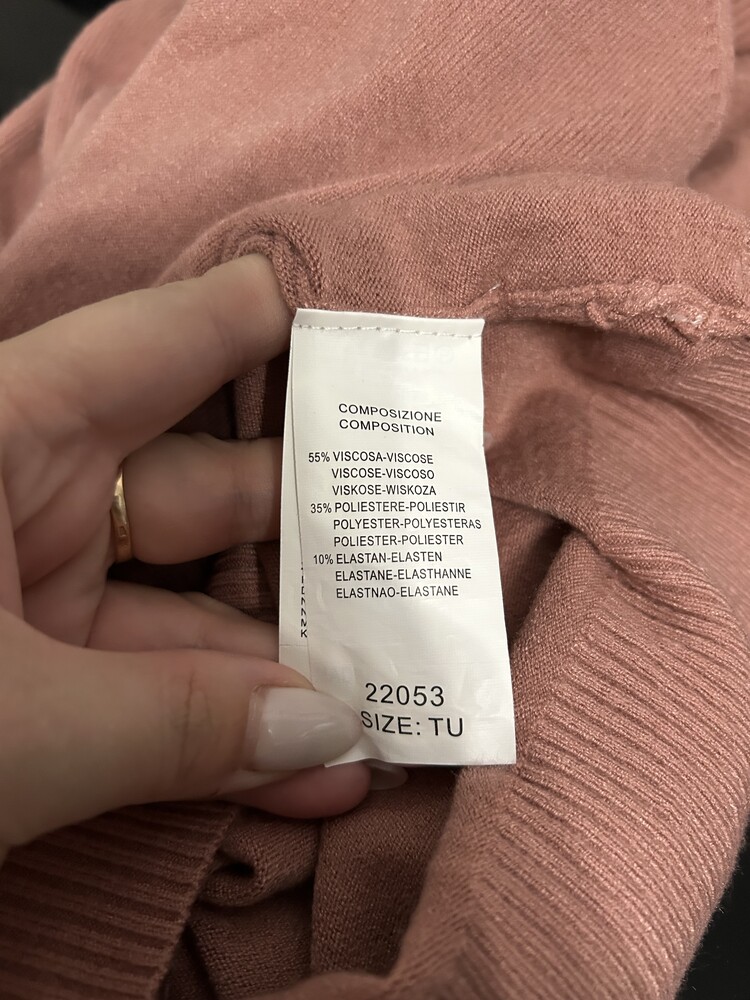 COMPOSIZIONE
COMPOSITION
55% VISCOSA-VISCOSE
VISCOSE-VISCOSO
VISKOSE-WISKOZA
35% POLIESTERE-POLIESTIR
POLYESTER-POLYESTERAS
POLIESTER-POLIESTER
10% ELASTAN-ELASTEN
ELASTANE-ELASTHANNE
ELASTNAO-ELASTANE
22053
SIZE: TU